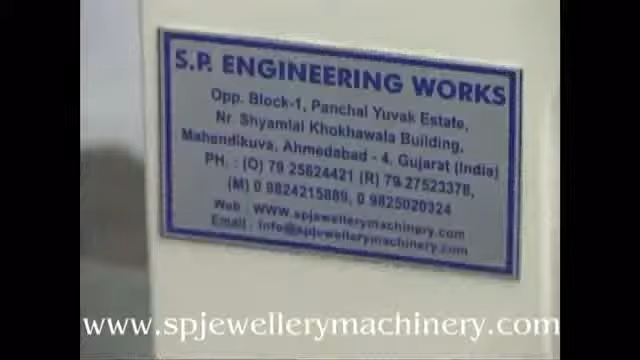 S.P. ENGINEERING WORKS
Opp. Block-1, Panchal Yuvak Estate,
Nr. Shyamlal Khokhawala Building,
Mahendikuva, Ahmedabad - 4, Gujarat (India)
PH. : (O) 79 25624421 (R) 79 27523378,
(M) 0 9824215889, 0 9825020324
Web : www.spjewellerymachinery.com
Email : info@spjewellerymachinery.com
www.spjewellerymachinery.com